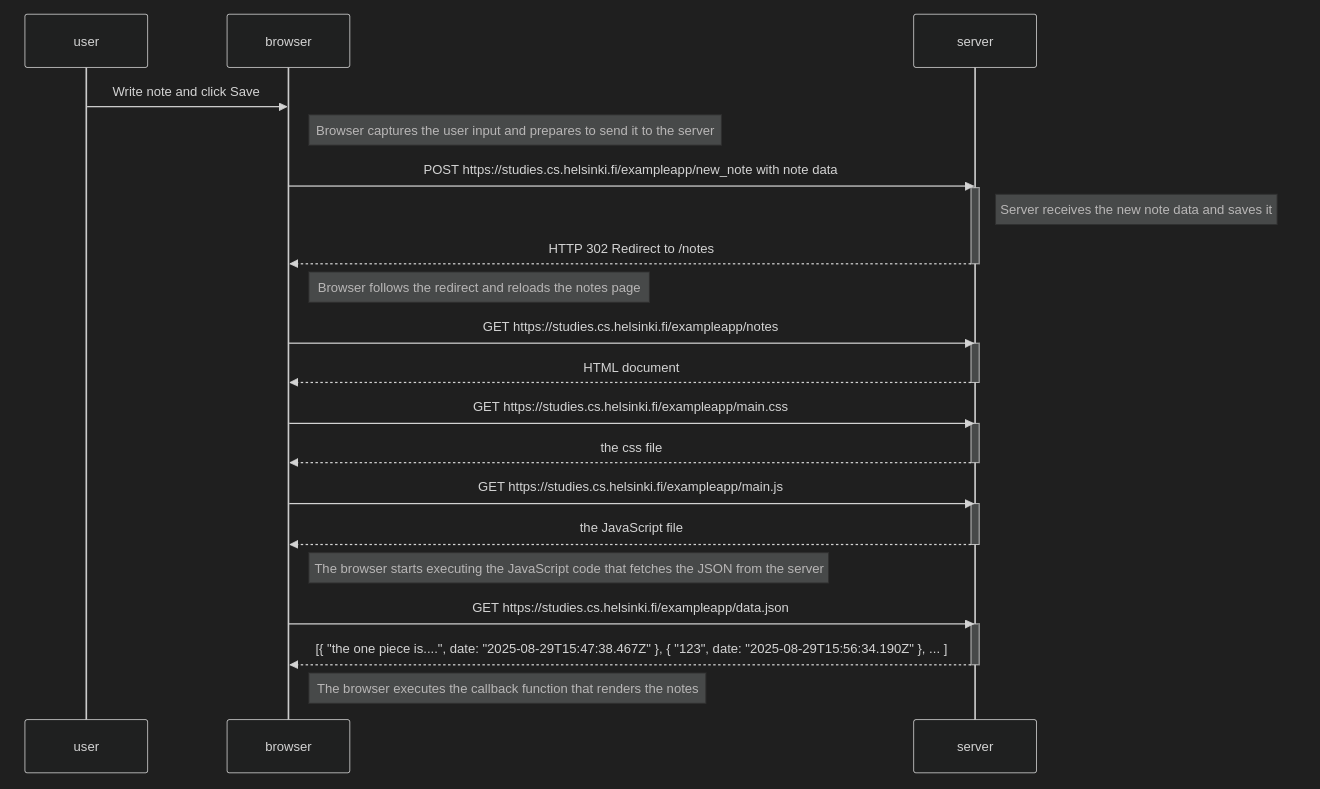 user
browser
server
Write note and click Save
Browser captures the user input and prepares to send it to the server
POST https://studies.cs.helsinki.fi/exampleapp/new_note with note data
Server receives the new note data and saves it
HTTP 302 Redirect to /notes
Browser follows the redirect and reloads the notes page
GET https://studies.cs.helsinki.fi/exampleapp/notes
HTML document
GET https://studies.cs.helsinki.fi/exampleapp/main.css
the css file
GET https://studies.cs.helsinki.fi/exampleapp/main.js
the JavaScript file
The browser starts executing the JavaScript code that fetches the JSON from the server
GET https://studies.cs.helsinki.fi/exampleapp/data.json
[{ "the one piece is....", date: "2025-08-29T15:47:38.467Z" }, { "123", date: "2025-08-29T15:56:34.190Z" }, ... ]
The browser executes the callback function that renders the notes
user
browser
server